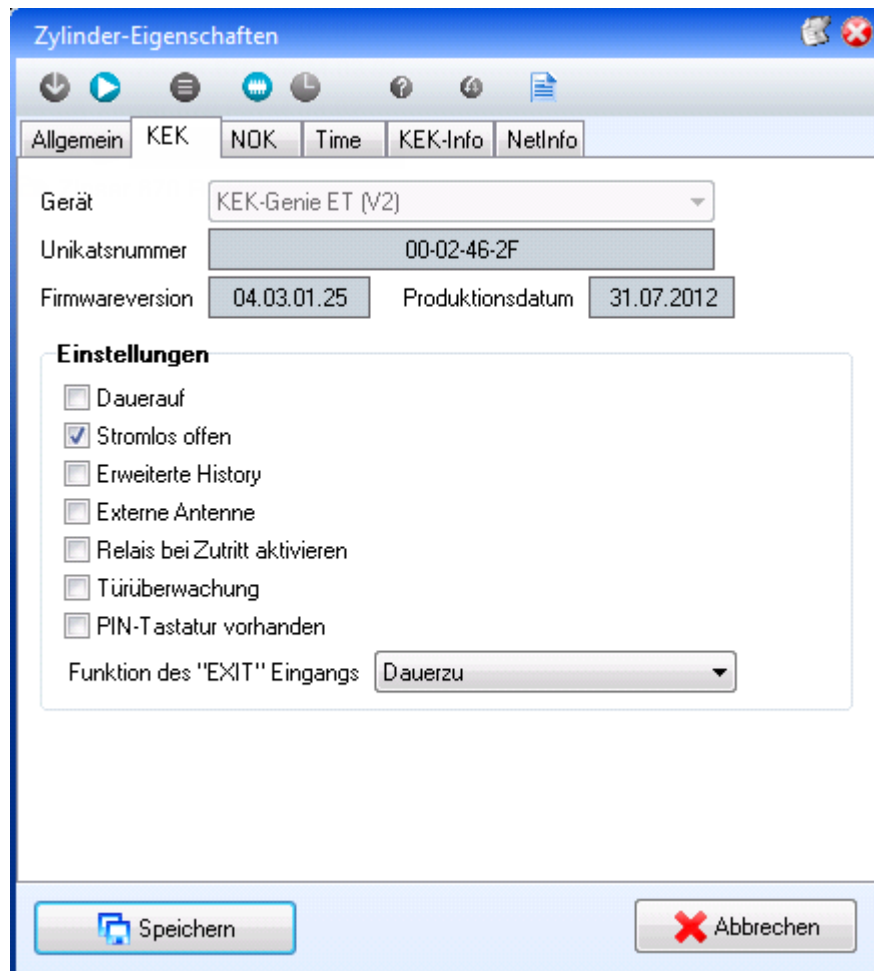 Zylinder-Eigenschaften
Allgemein KEK NOK Time KEK-Info NetInfo
Gerät KEK-Genie ET (V2)
Unikatsnummer 00-02-46-2F
Firmwareversion 04.03.01.25 Produktionsdatum 31.07.2012
Einstellungen
Dauerauf
Stromlos offen
Erweiterte History
Externe Antenne
Relais bei Zutritt aktivieren
Türüberwachung
PIN-Tastatur vorhanden
Funktion des "EXIT" Eingangs Dauerzu
Speichern Abbrechen